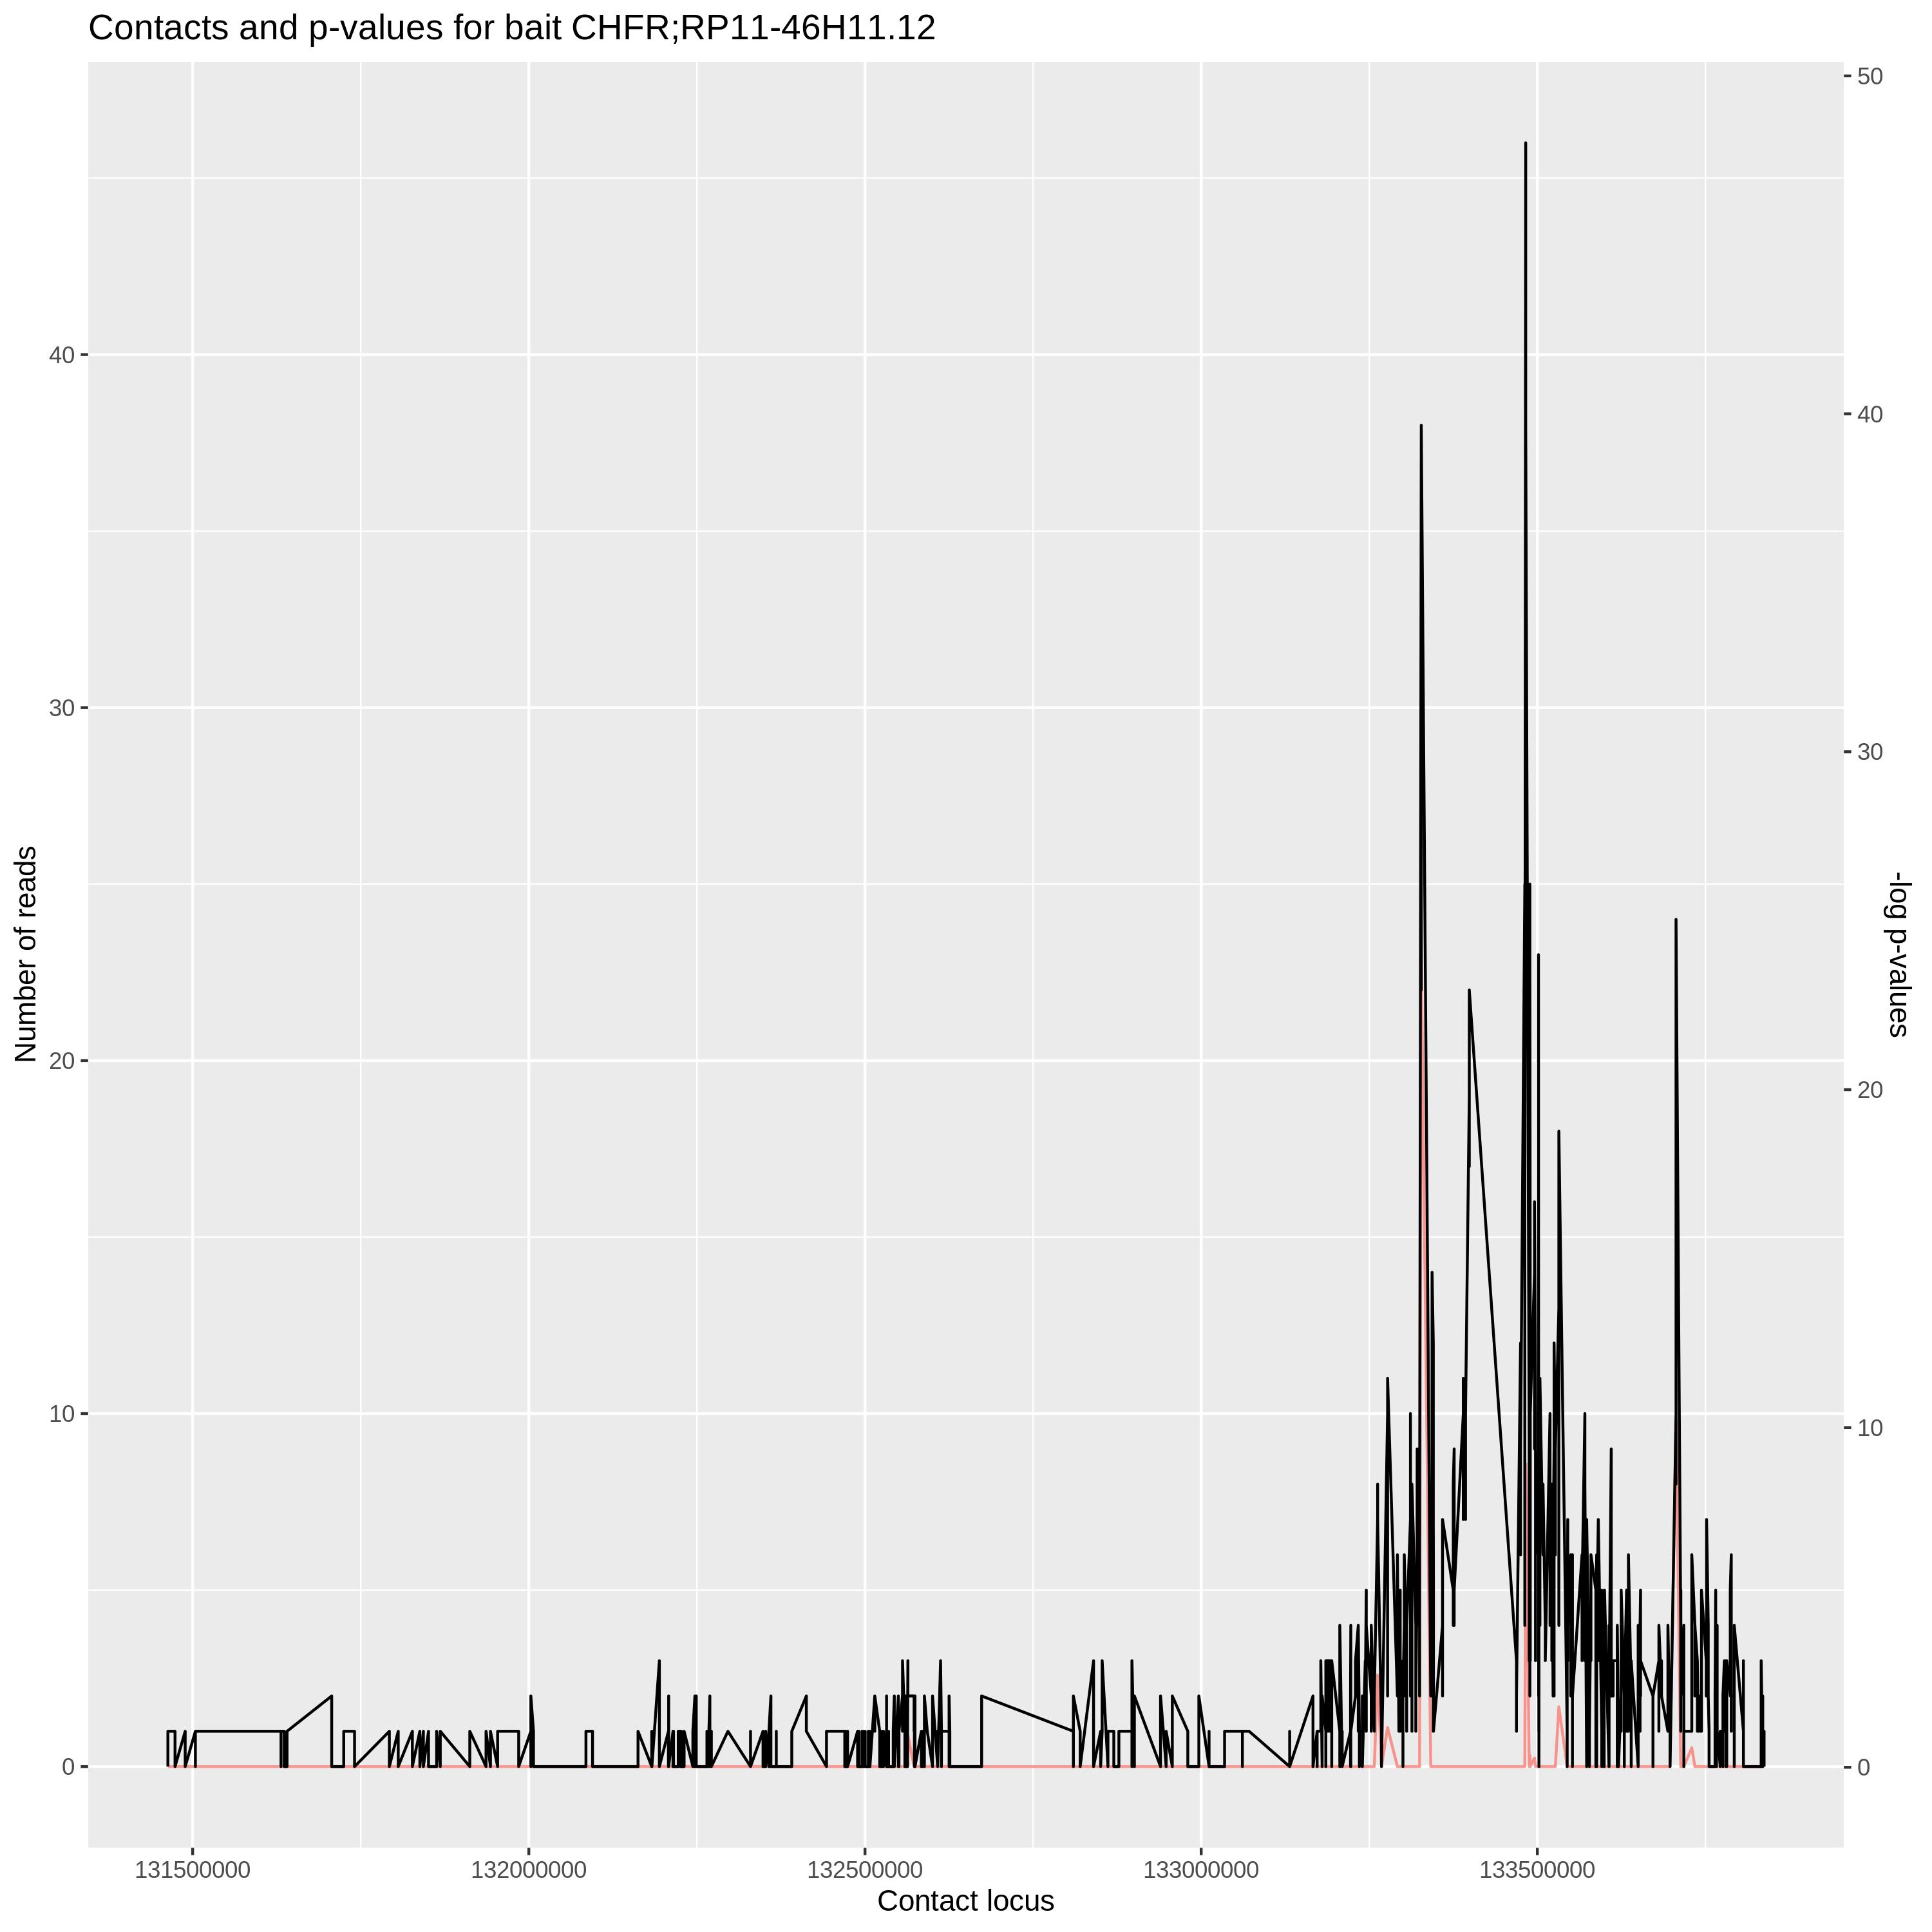 Contacts and p-values for bait CHFR;RP11-46H11.12
50
40
40
30
30
20
20
10
10
0
0
Number of reads
-log p-values
131500000 132000000 132500000 133000000 133500000
Contact locus